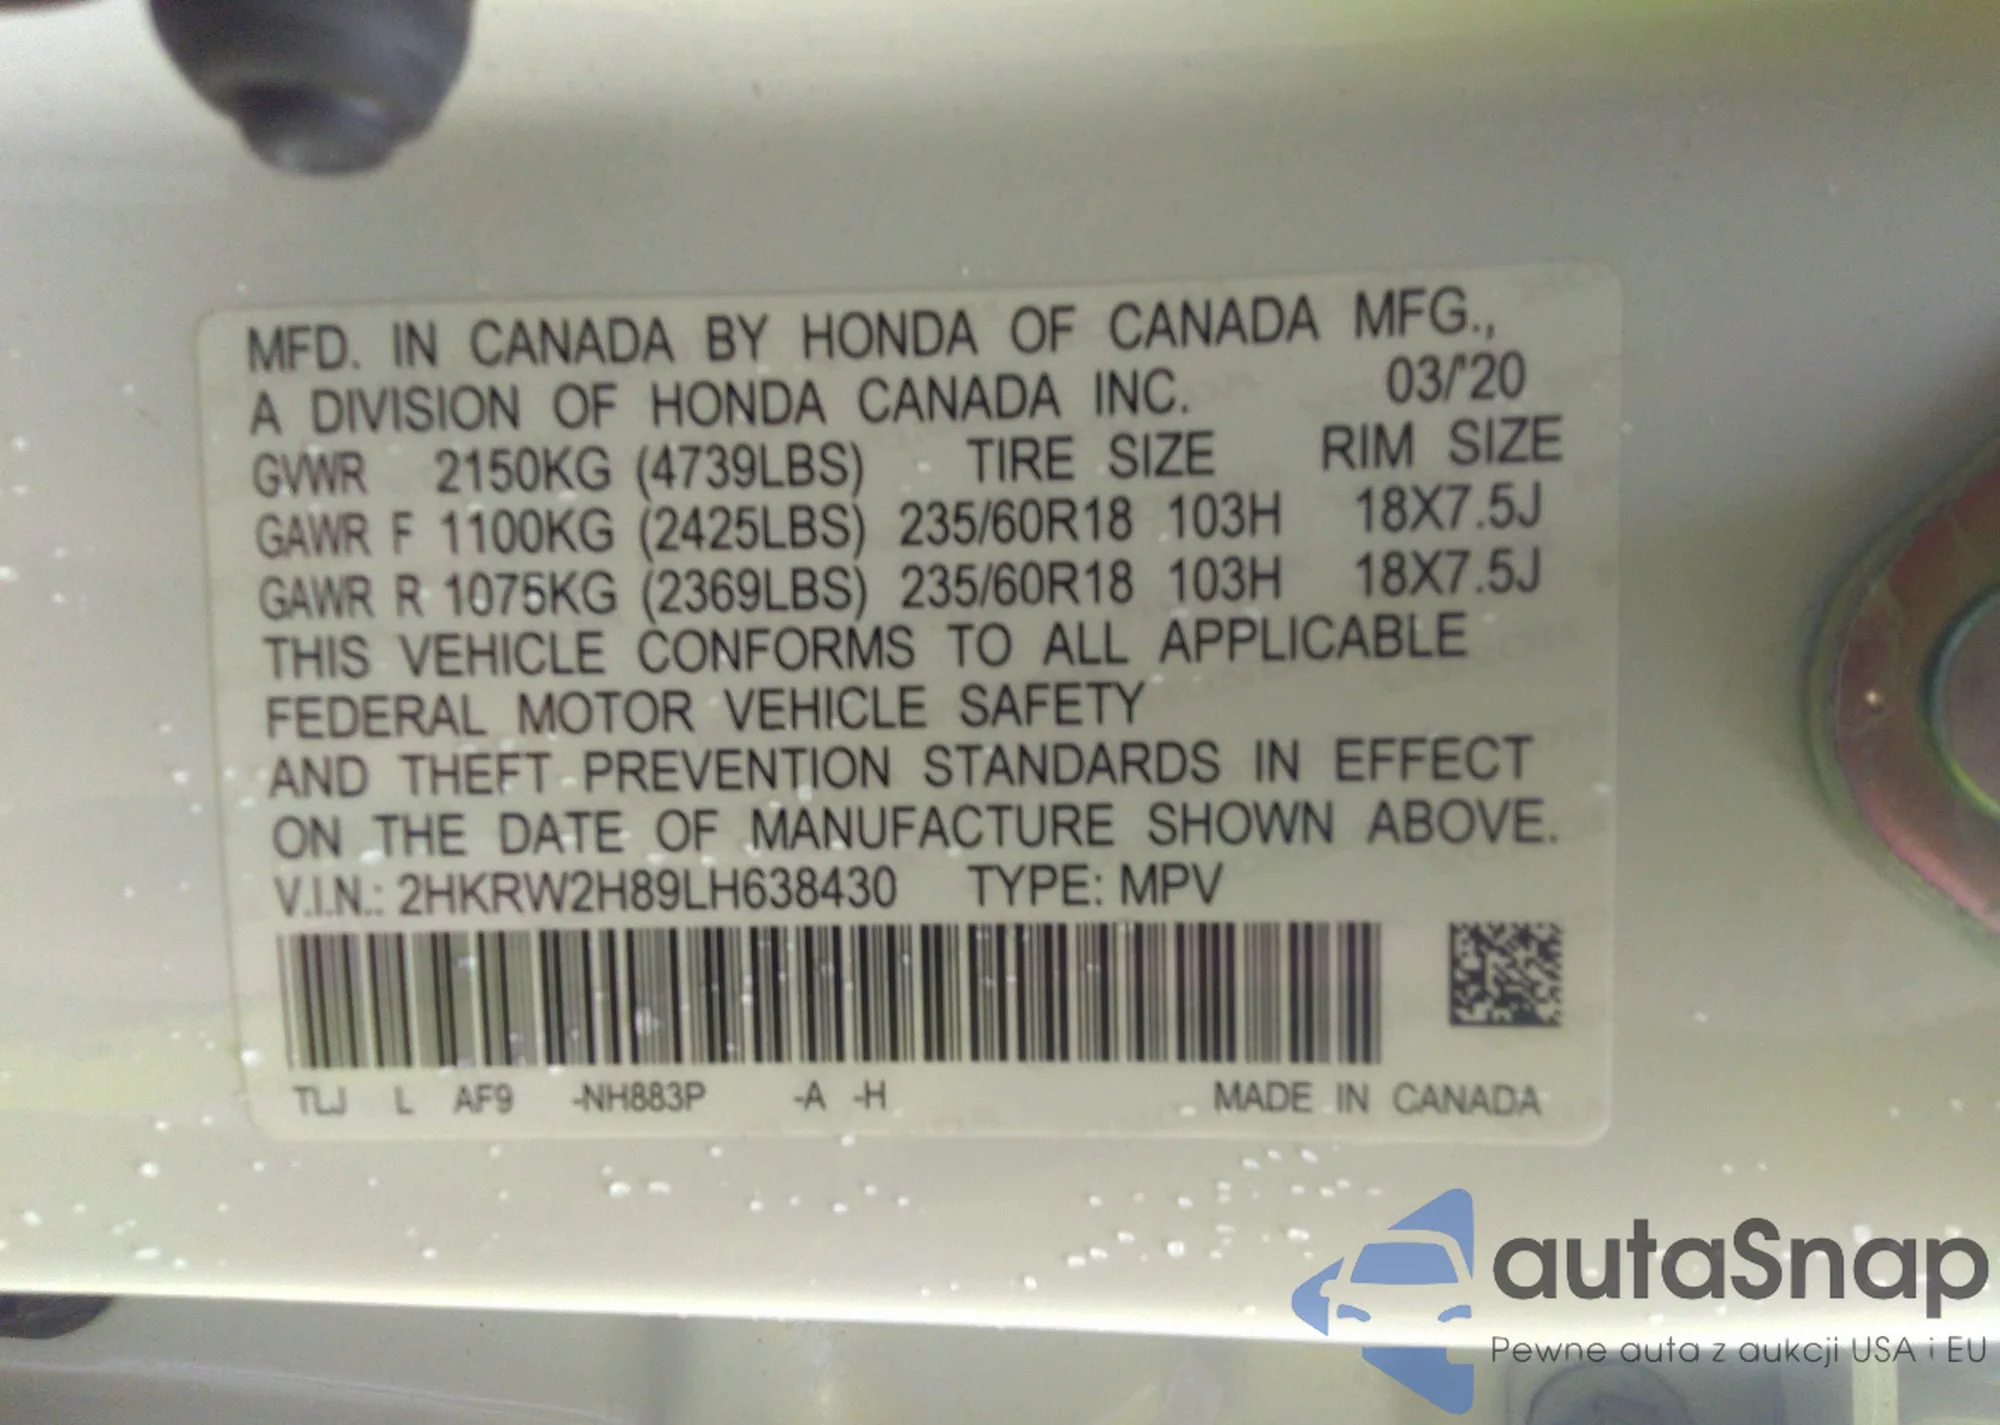 MFD. IN CANADA BY HONDA OF CANADA MFG.,
A DIVISION OF HONDA CANADA INC. 03/'20
GVWR 2150KG (4739LBS) TIRE SIZE RIM SIZE
GAWR F 1100KG (2425LBS) 235/60R18 103H 18X7.5J
GAWR R 1075KG (2369LBS) 235/60R18 103H 18X7.5J
THIS VEHICLE CONFORMS TO ALL APPLICABLE
FEDERAL MOTOR VEHICLE SAFETY
AND THEFT PREVENTION STANDARDS IN EFFECT
ON THE DATE OF MANUFACTURE SHOWN ABOVE.
V.I.N.: 2HKRW2H89LH638430 TYPE: MPV
TLJ L AF9 -NH883P -A -H MADE IN CANADA
autaSnap
Pewne auta z aukcji USA i EU